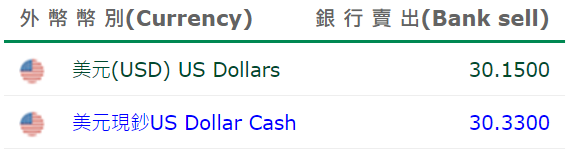 外 幣 幣 別(Currency) 銀 行 賣 出(Bank sell)
美元(USD) US Dollars 30.1500
美元現鈔US Dollar Cash 30.3300